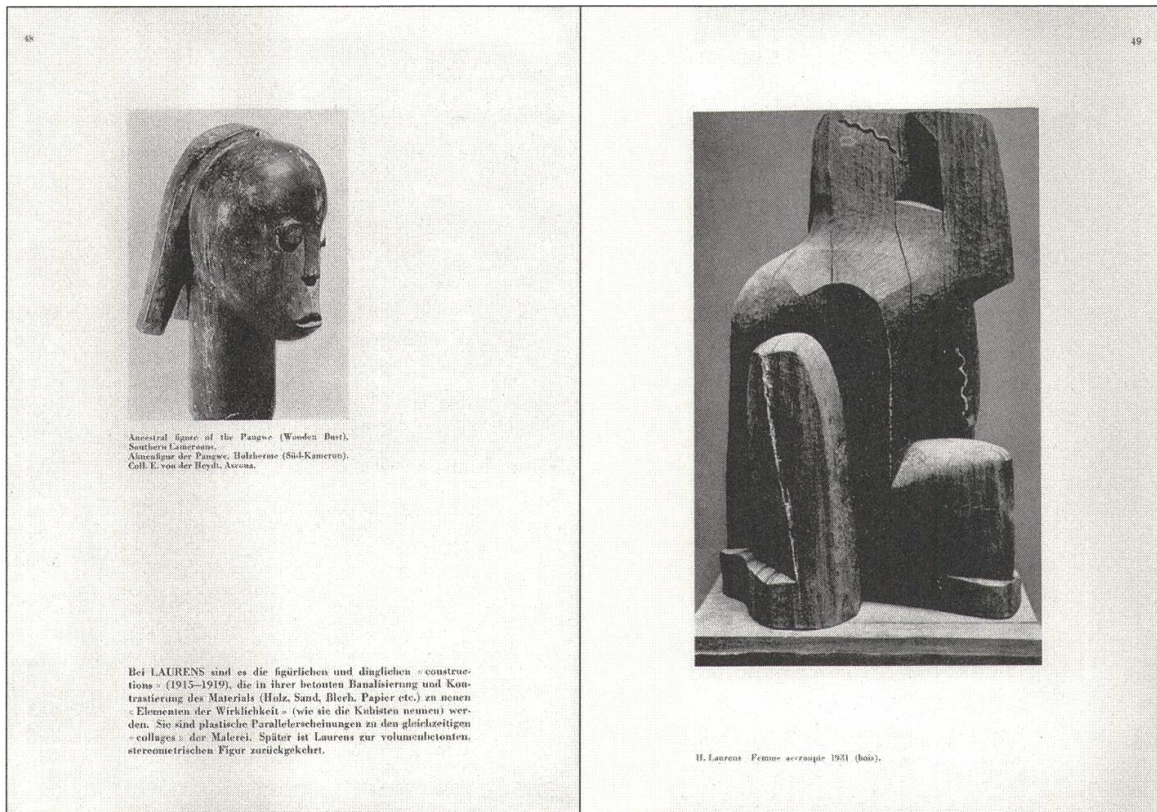 48
Ancestral figure of the Pangwe (Wooden Bust),
Southern Cameroons.
Ahnenfigur der Pangwe. Holzherme (Süd-Kamerun).
Coll. E. von der Heydt, Ascona.
Bei LAURENS sind es die figürlichen und dinglichen «construc-
tions» (1915–1919), die in ihrer betonten Banalisierung und Kon-
trastierung des Materials (Holz, Sand, Blech, Papier etc.) zu neuen
«Elementen der Wirklichkeit» (wie sie die Kubisten nennen) wer-
den. Sie sind plastische Parallelerscheinungen zu den gleichzeitigen
«collages» der Malerei. Später ist Laurens zur volumenbetonten,
stereometrischen Figur zurückgekehrt.
49
H. Laurens Femme accroupie 1931 (bois).